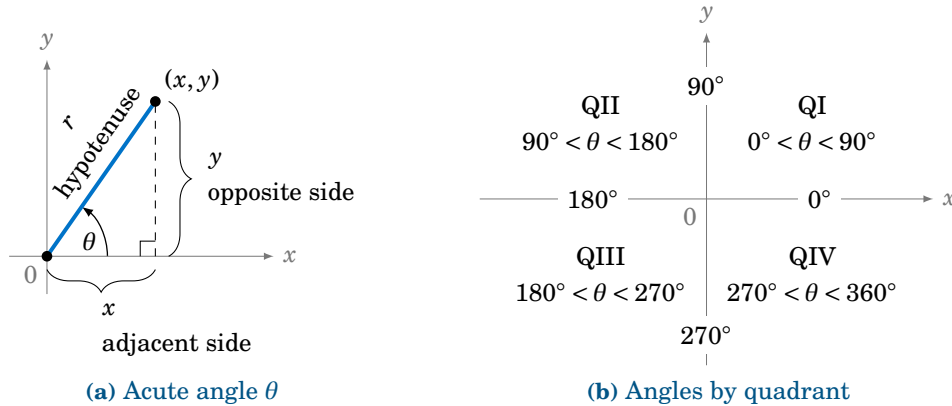 y
(x, y)
r
hypotenuse
y
opposite side
θ
x
0
x
adjacent side
(a) Acute angle θ
y
90°
QII
90° < θ < 180°
QI
0° < θ < 90°
180°
0°
x
0
QIII
180° < θ < 270°
QIV
270° < θ < 360°
270°
(b) Angles by quadrant